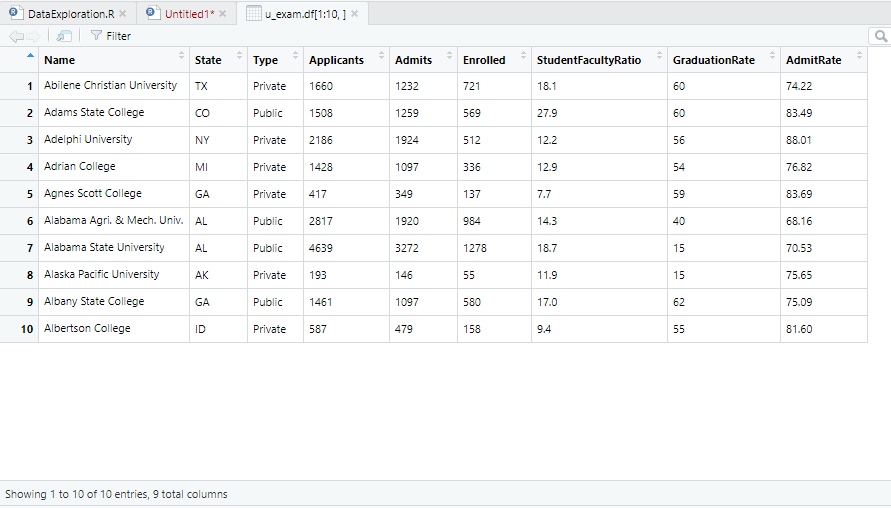 DataExploration.R Untitled1* u_exam.df[1:10, ]
Filter
Name State Type Applicants Admits Enrolled StudentFacultyRatio GraduationRate AdmitRate
1 Abilene Christian University TX Private 1660 1232 721 18.1 60 74.22
2 Adams State College CO Public 1508 1259 569 27.9 60 83.49
3 Adelphi University NY Private 2186 1924 512 12.2 56 88.01
4 Adrian College MI Private 1428 1097 336 12.9 54 76.82
5 Agnes Scott College GA Private 417 349 137 7.7 59 83.69
6 Alabama Agri. & Mech. Univ. AL Public 2817 1920 984 14.3 40 68.16
7 Alabama State University AL Public 4639 3272 1278 18.7 15 70.53
8 Alaska Pacific University AK Private 193 146 55 11.9 15 75.65
9 Albany State College GA Public 1461 1097 580 17.0 62 75.09
10 Albertson College ID Private 587 479 158 9.4 55 81.60
Showing 1 to 10 of 10 entries, 9 total columns